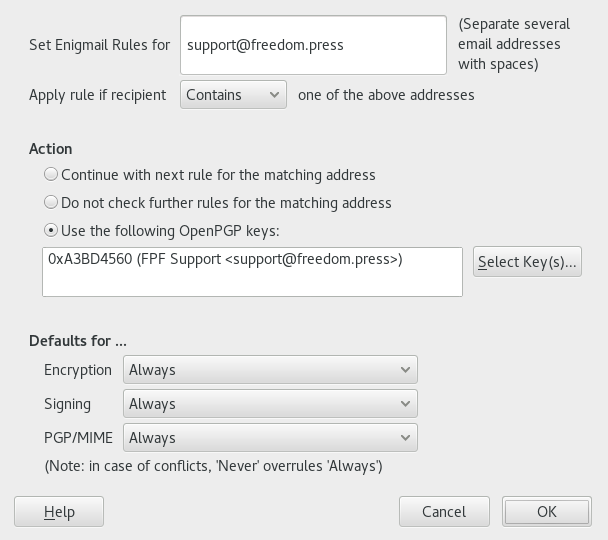 Set Enigmail Rules for
support@freedom.press
(Separate several
email addresses
with spaces)
Apply rule if recipient Contains one of the above addresses
Action
Continue with next rule for the matching address
Do not check further rules for the matching address
Use the following OpenPGP keys:
0xA3BD4560 (FPF Support <support@freedom.press>)
Select Key(s)...
Defaults for ...
Encryption Always
Signing Always
PGP/MIME Always
(Note: in case of conflicts, 'Never' overrules 'Always')
Help Cancel OK